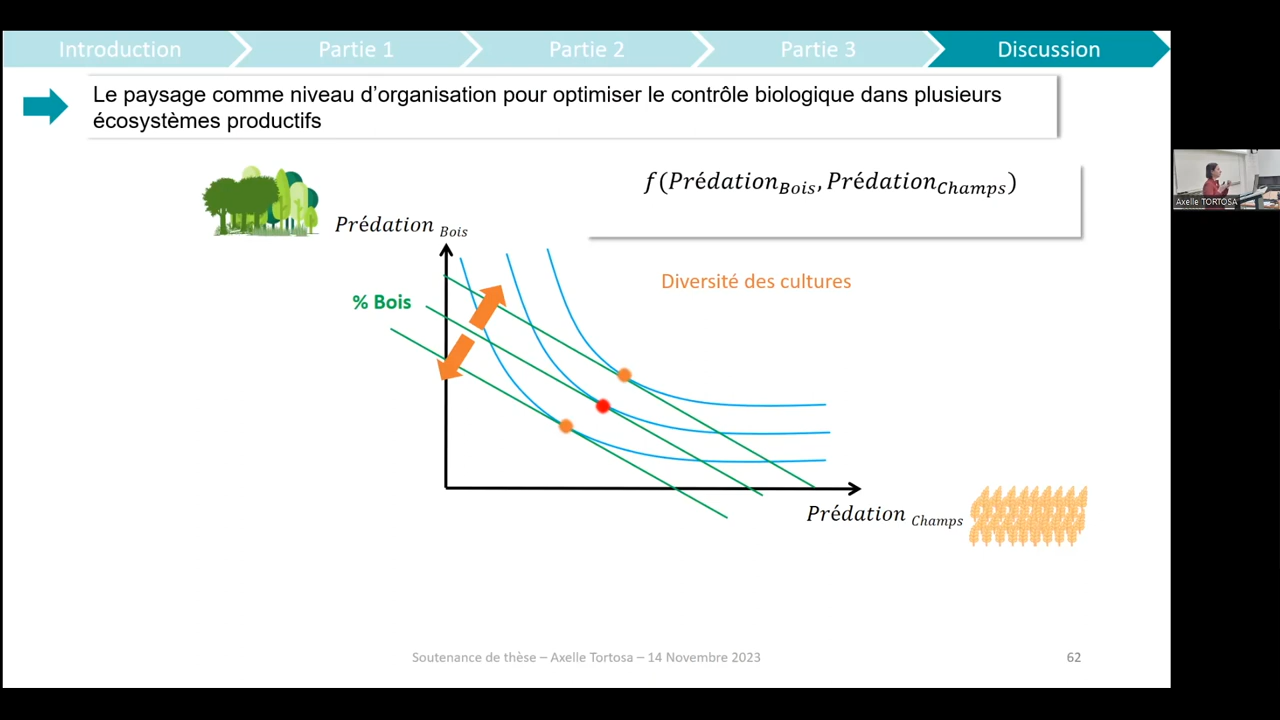 Introduction
Partie 1
Partie 2
Partie 3
Discussion
Le paysage comme niveau d'organisation pour optimiser le contrôle biologique dans plusieurs
écosystèmes productifs
f(Prédation_Bois, Prédation_Champs)
Prédation Bois
Diversité des cultures
% Bois
Prédation Champs
Axelle TORTOSA
Soutenance de thèse – Axelle Tortosa – 14 Novembre 2023
62